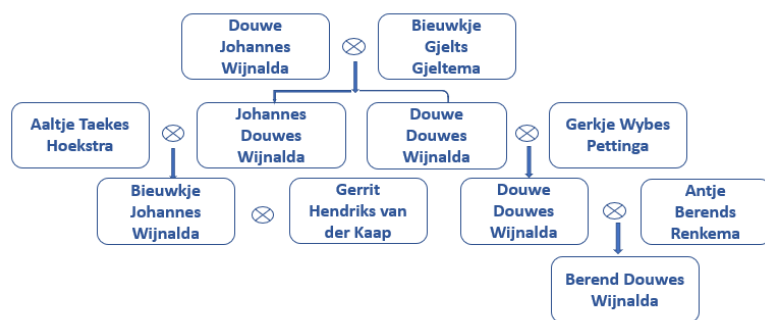 Douwe
Johannes
Wijnalda
Bieuwkje
Gjelts
Gjeltema
Aaltje Taekes
Hoekstra
Johannes
Douwes
Wijnalda
Douwe
Douwes
Wijnalda
Gerkje Wybes
Pettinga
Bieuwkje
Johannes
Wijnalda
Gerrit
Hendriks van
der Kaap
Douwe
Douwes
Wijnalda
Antje
Berends
Renkema
Berend Douwes
Wijnalda